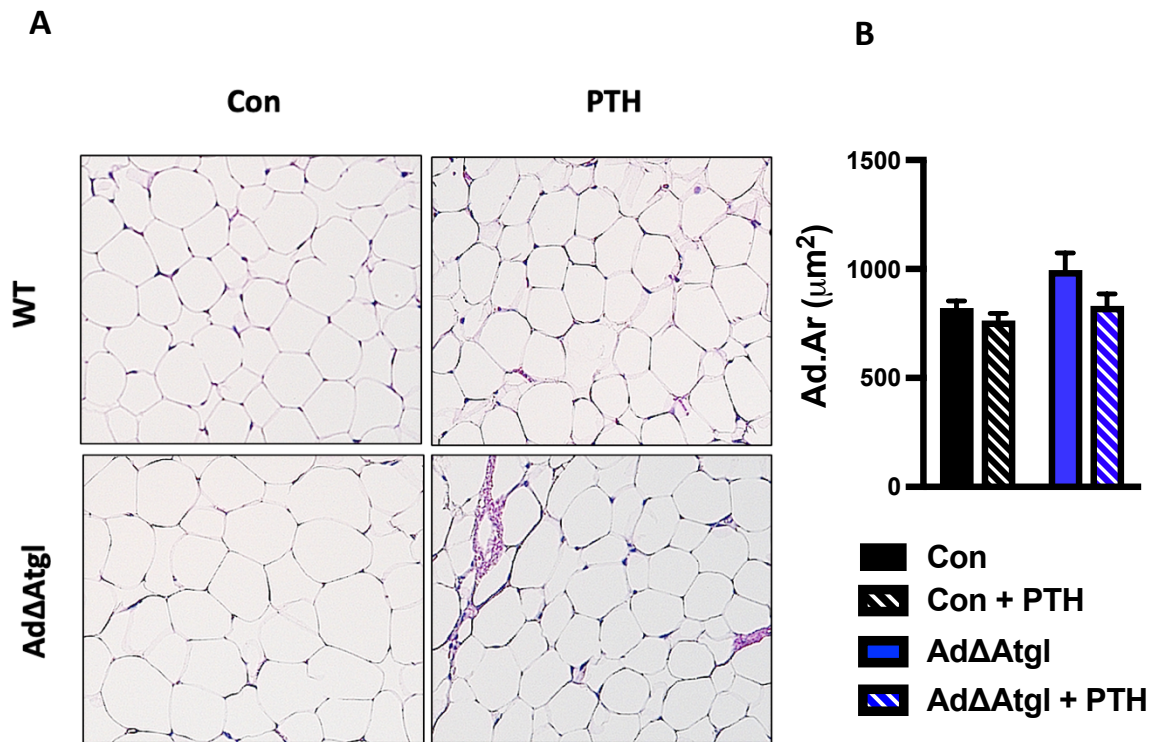 A
B
Con
PTH
WT
AdΔAtgl
Ad.Ar (μm²)
1500
1000
500
0
Con
Con + PTH
AdΔAtgl
AdΔAtgl + PTH